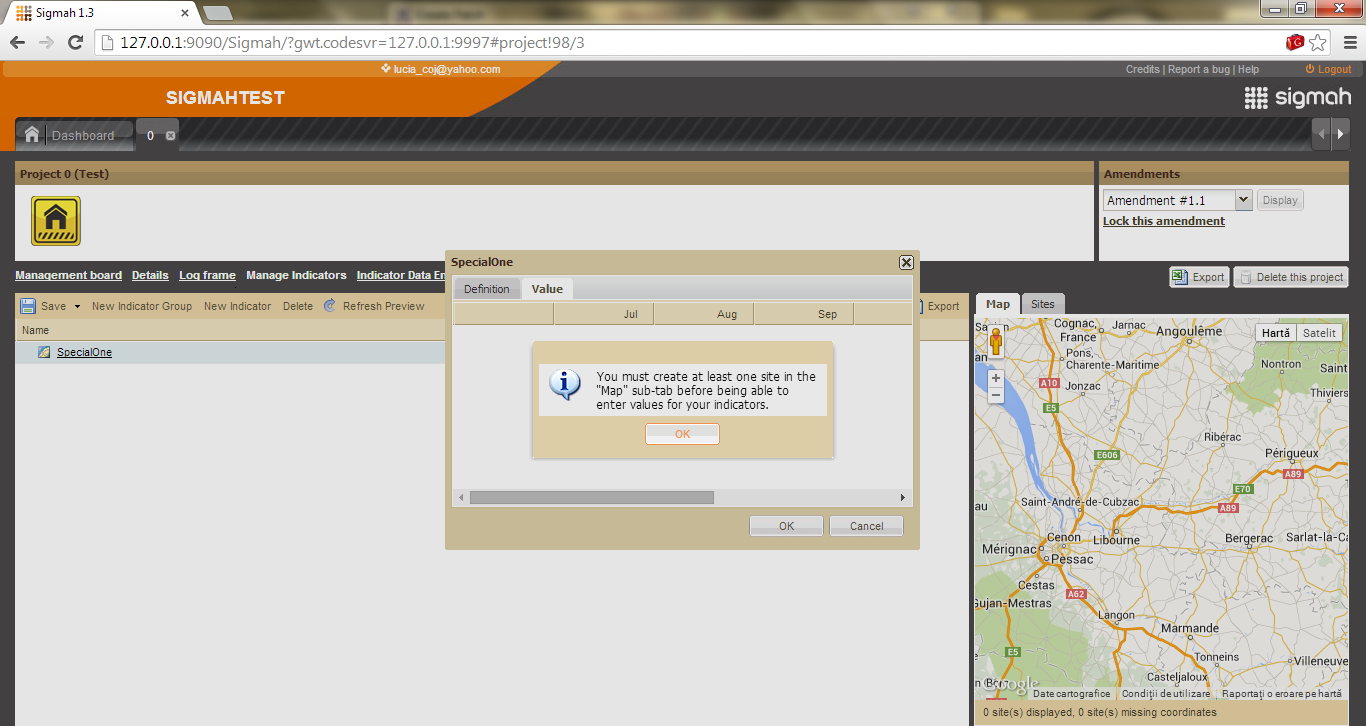 Sigmah 1.3
127.0.0.1:9090/Sigmah/?gwt.codesvr=127.0.0.1:9997#project!98/3
lucia_coj@yahoo.com
Credits | Report a bug | Help
Logout
SIGMAHTEST
sigmah
Dashboard
0
Project 0 (Test)
Amendments
Amendment #1.1
Display
Lock this amendment
Management board
Details
Log frame
Manage Indicators
Indicator Data En
Export
Delete this project
Save
New Indicator Group
New Indicator
Delete
Refresh Preview
Export
Name
SpecialOne
SpecialOne
Definition
Value
Jul
Aug
Sep
You must create at least one site in the
"Map" sub-tab before being able to
enter values for your indicators.
OK
OK
Cancel
Map
Sites
Hartă
Satelit
Cognac,
France
Jarnac
Angoulême
Pons,
Charente-Maritime
Nontron
Saint
Thiviers
A10
Jonzac
E5
Ribérac
E606
Périgueux
A89
E70
Saint-André-de-Cubzac
A89
au
Cenon
Libourne
Bergerac
Sarlat-la-Ca
Mérignac
Pessac
Cestas
A62
Gujan-Mestras
Langon
Marmande
E5
Tonneins
Villeneuve
Casteljaloux
Google
Date cartografice
Condiții de utilizare
Raportați o eroare pe hartă
0 site(s) displayed, 0 site(s) missing coordinates